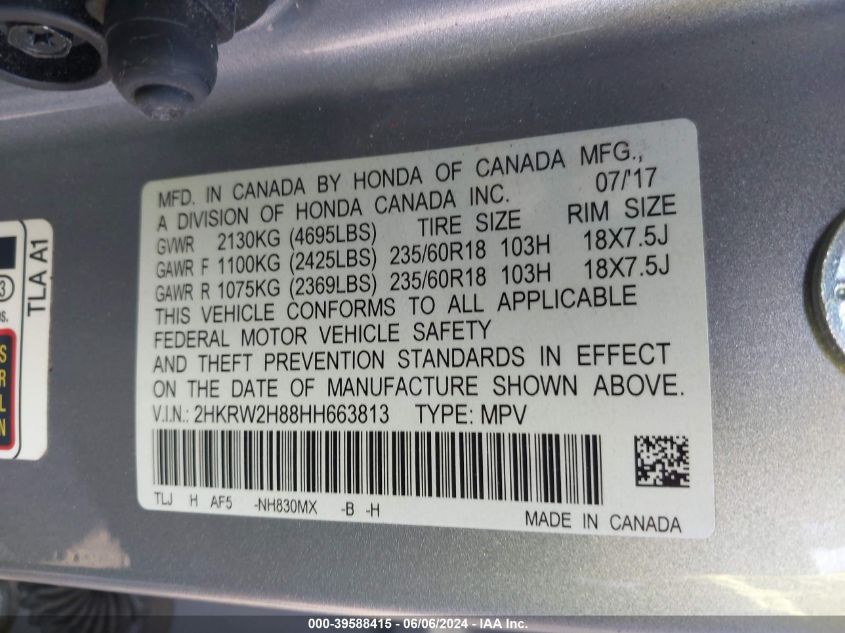 MFD. IN CANADA BY HONDA OF CANADA MFG.,
A DIVISION OF HONDA CANADA INC. 07/'17
GVWR 2130KG (4695LBS) TIRE SIZE RIM SIZE
GAWR F 1100KG (2425LBS) 235/60R18 103H 18X7.5J
GAWR R 1075KG (2369LBS) 235/60R18 103H 18X7.5J
THIS VEHICLE CONFORMS TO ALL APPLICABLE
FEDERAL MOTOR VEHICLE SAFETY
AND THEFT PREVENTION STANDARDS IN EFFECT
ON THE DATE OF MANUFACTURE SHOWN ABOVE.
V.I.N.: 2HKRW2H88HH663813 TYPE: MPV
TLJ H AF5 -NH830MX -B -H
MADE IN CANADA
TLA A1
3
000-39588415 - 06/06/2024 - IAA Inc.